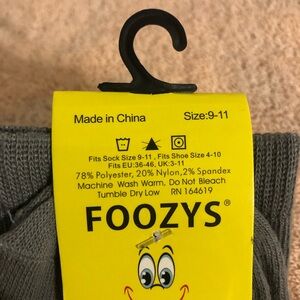 Made in China Size:9-11
Fits Sock Size 9-11 , Fits Shoe Size 4-10
Fits EU:36-46, UK:3-11
78% Polyester, 20% Nylon,2% Spandex
Machine Wash Warm, Do Not Bleach
Tumble Dry Low RN 164619
FOOZYS®